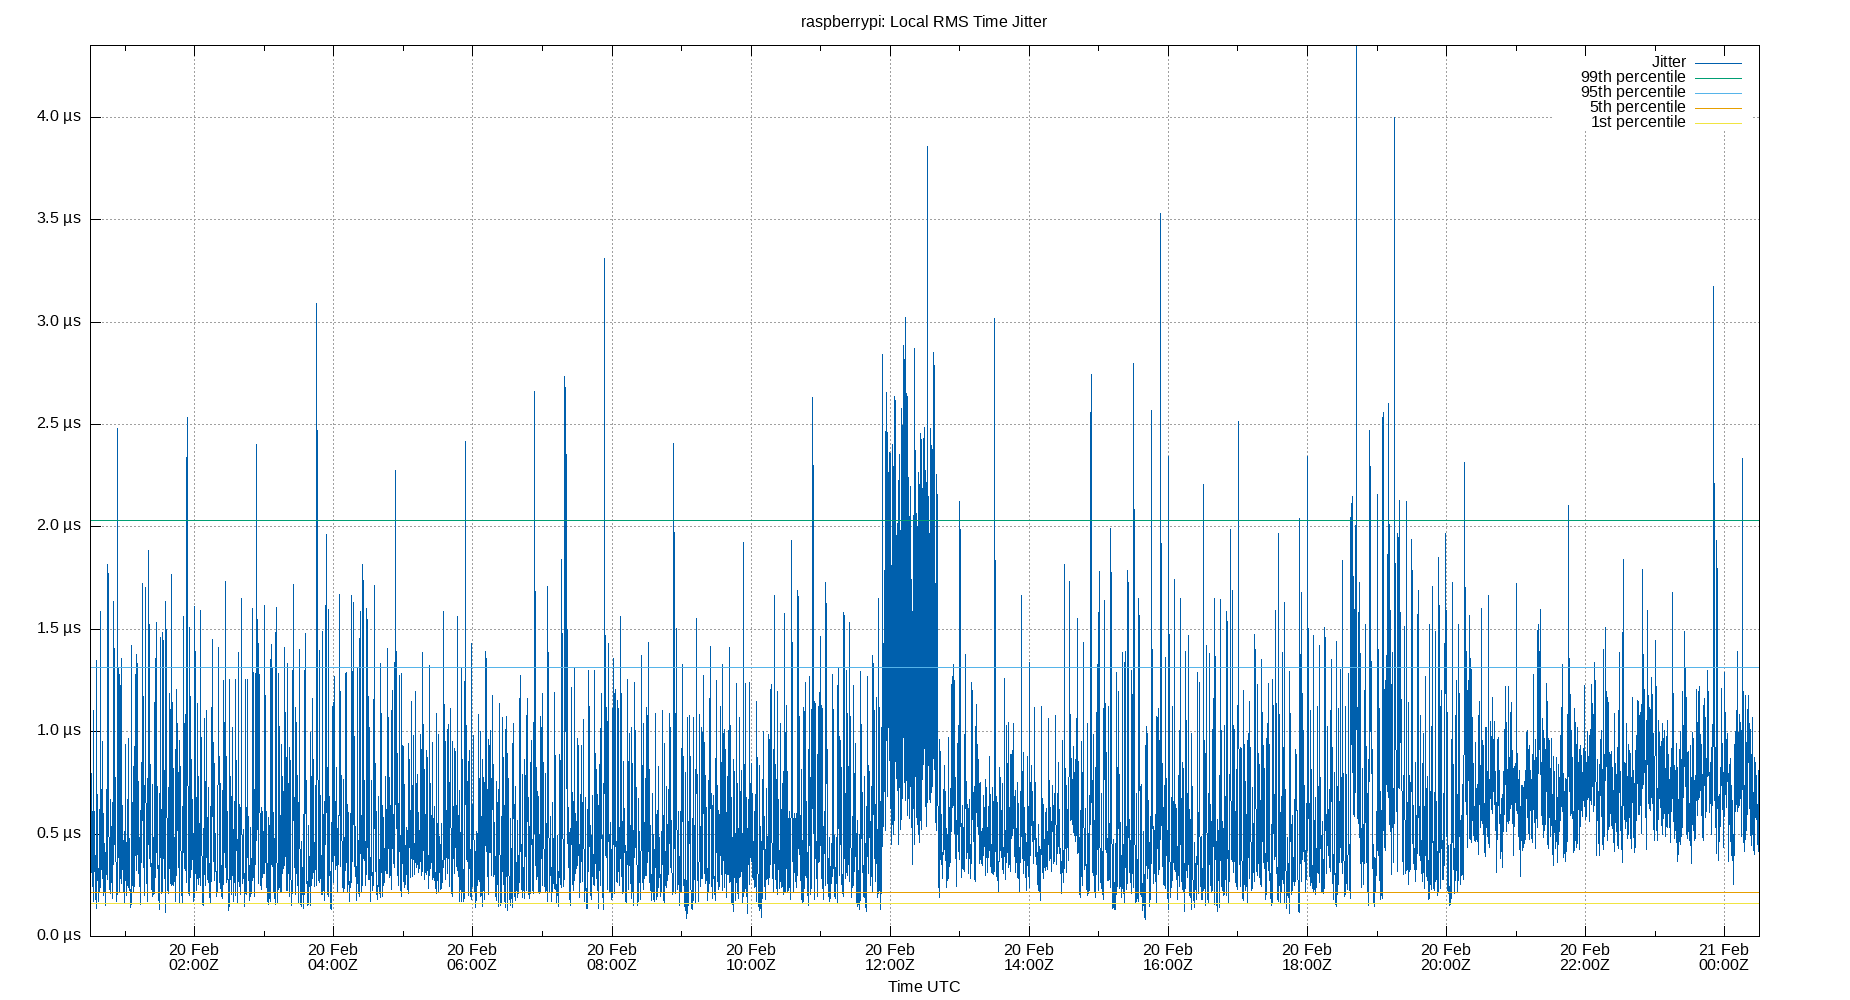 raspberrypi: Local RMS Time Jitter
Jitter
99th percentile
95th percentile
5th percentile
1st percentile
4.0 µs
3.5 µs
3.0 µs
2.5 µs
2.0 µs
1.5 µs
1.0 µs
0.5 µs
0.0 µs
20 Feb 20 Feb 20 Feb 20 Feb 20 Feb 20 Feb 20 Feb 20 Feb 20 Feb 20 Feb 20 Feb 21 Feb
02:00Z 04:00Z 06:00Z 08:00Z 10:00Z 12:00Z 14:00Z 16:00Z 18:00Z 20:00Z 22:00Z 00:00Z
Time UTC